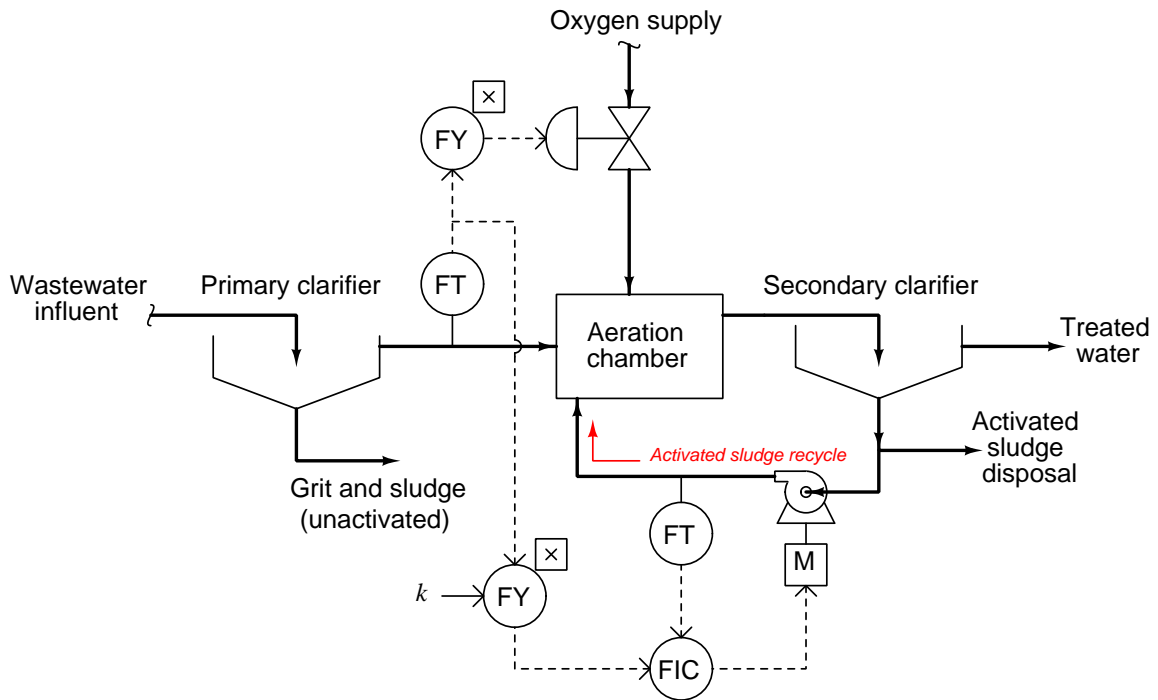 Oxygen supply
×
FY
Wastewater
influent
Primary clarifier
FT
Aeration
chamber
Secondary clarifier
Treated
water
Activated sludge recycle
Activated
sludge
disposal
Grit and sludge
(unactivated)
FT
M
×
k
FY
FIC